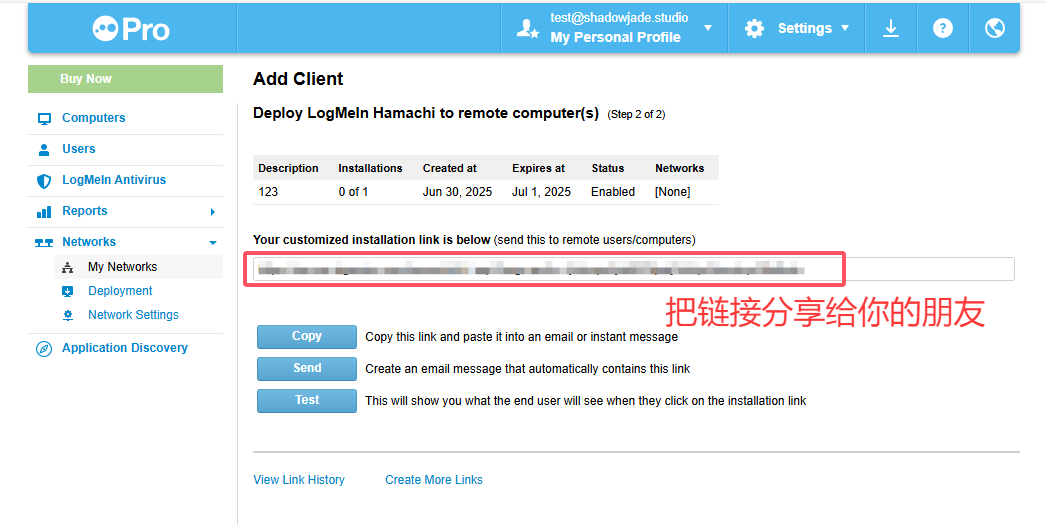 Pro
test@shadowjade.studio
My Personal Profile
Settings
?
Buy Now
Computers
Users
LogMeIn Antivirus
Reports
Networks
My Networks
Deployment
Network Settings
Application Discovery
Add Client
Deploy LogMeIn Hamachi to remote computer(s) (Step 2 of 2)
Description Installations Created at Expires at Status Networks
123 0 of 1 Jun 30, 2025 Jul 1, 2025 Enabled [None]
Your customized installation link is below (send this to remote users/computers)
把链接分享给你的朋友
Copy Copy this link and paste it into an email or instant message
Send Create an email message that automatically contains this link
Test This will show you what the end user will see when they click on the installation link
View Link History Create More Links